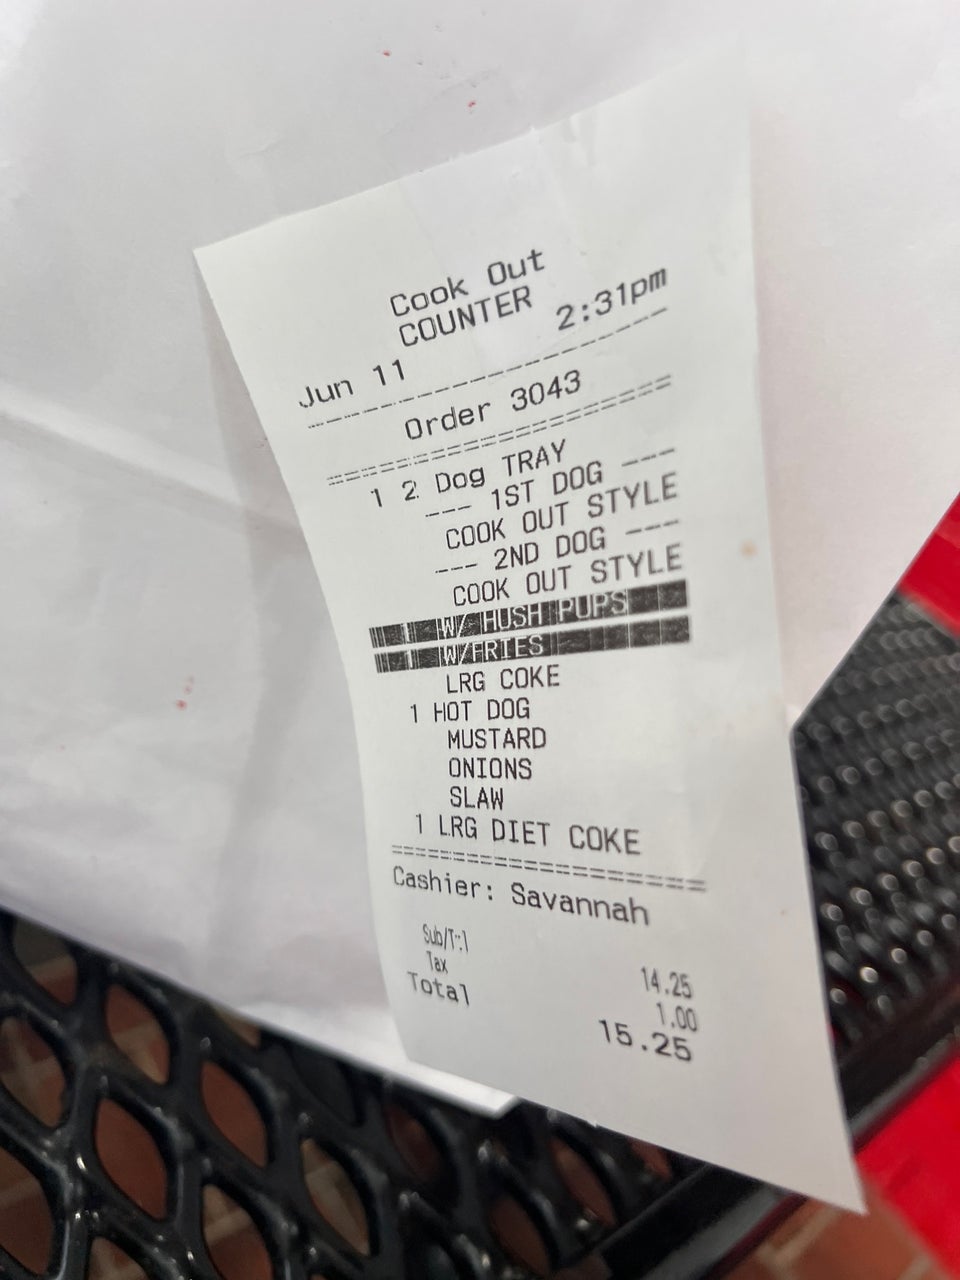 Cook Out
COUNTER
Jun 11 2:31pm
Order 3043
1 2 Dog TRAY
--- 1ST DOG ---
COOK OUT STYLE
--- 2ND DOG ---
COOK OUT STYLE
1 W/ HUSH PUPS
1 W/FRIES
LRG COKE
1 HOT DOG
MUSTARD
ONIONS
SLAW
1 LRG DIET COKE
Cashier: Savannah
14.25
Tax 1.00
Total 15.25